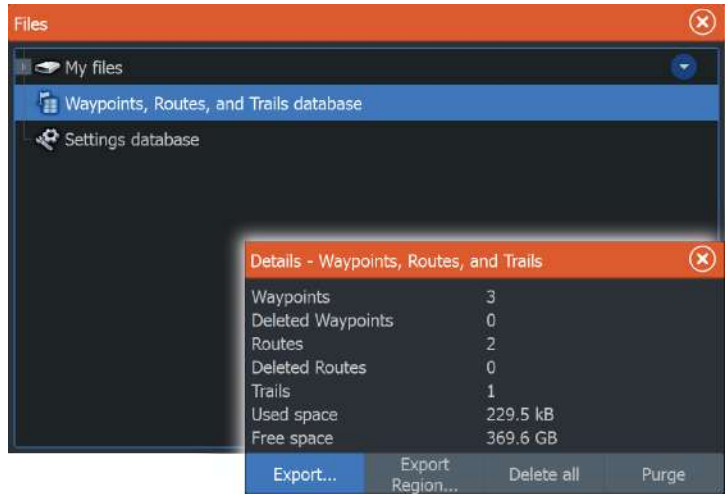 Files
My files
Waypoints, Routes, and Trails database
Settings database
Details - Waypoints, Routes, and Trails
Waypoints 3
Deleted Waypoints 0
Routes 2
Deleted Routes 0
Trails 1
Used space 229.5 kB
Free space 369.6 GB
Export...
Export
Region...
Delete all
Purge